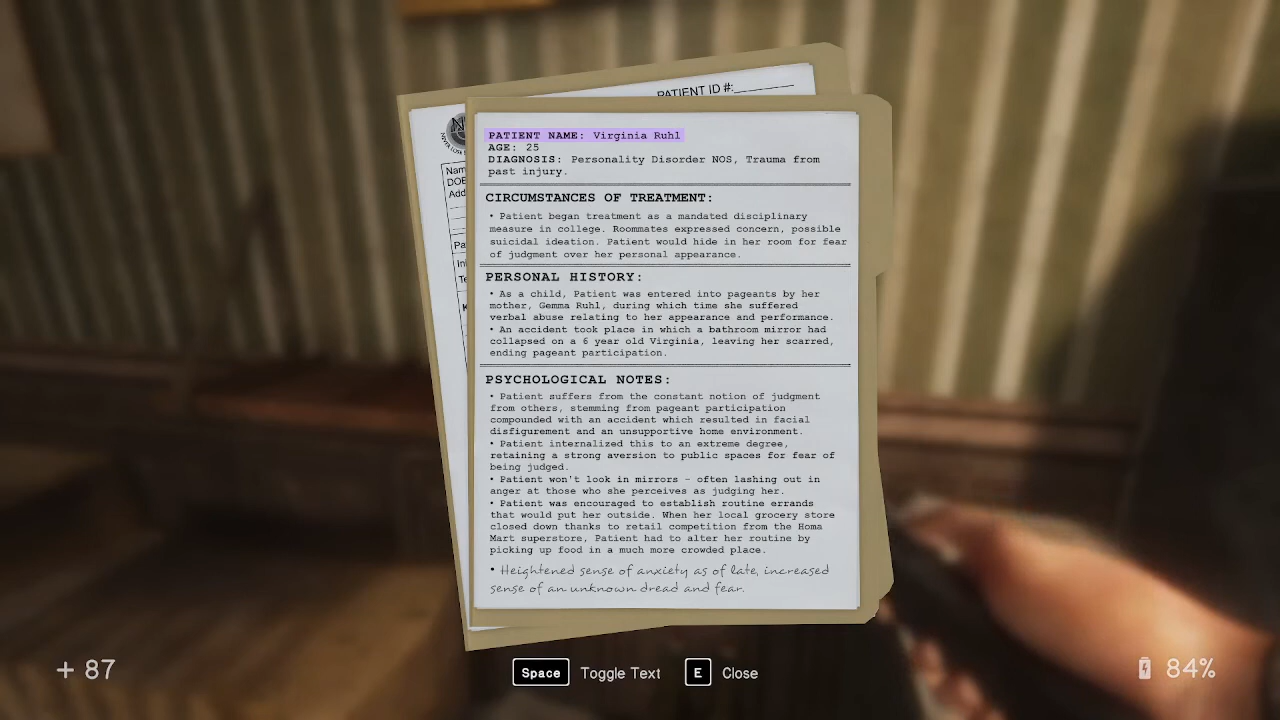 PATIENT ID #:
Nam
DOB
Add
Pa
Ini
Te
PATIENT NAME: Virginia Ruhl
AGE: 25
DIAGNOSIS: Personality Disorder NOS, Trauma from
past injury.
CIRCUMSTANCES OF TREATMENT:
• Patient began treatment as a mandated disciplinary
measure in college. Roommates expressed concern, possible
suicidal ideation. Patient would hide in her room for fear
of judgment over her personal appearance.
PERSONAL HISTORY:
• As a child, Patient was entered into pageants by her
mother, Gemma Ruhl, during which time she suffered
verbal abuse relating to her appearance and performance.
• An accident took place in which a bathroom mirror had
collapsed on a 6 year old Virginia, leaving her scarred,
ending pageant participation.
PSYCHOLOGICAL NOTES:
• Patient suffers from the constant notion of judgment
from others, stemming from pageant participation
compounded with an accident which resulted in facial
disfigurement and an unsupportive home environment.
• Patient internalized this to an extreme degree,
retaining a strong aversion to public spaces for fear of
being judged.
• Patient won't look in mirrors - often lashing out in
anger at those who she perceives as judging her.
• Patient was encouraged to establish routine errands
that would put her outside. When her local grocery store
closed down thanks to retail competition from the Homa
Mart superstore, Patient had to alter her routine by
picking up food in a much more crowded place.
• Heightened sense of anxiety as of late, increased
sense of an unknown dread and fear.
+ 87
Space Toggle Text E Close
84%